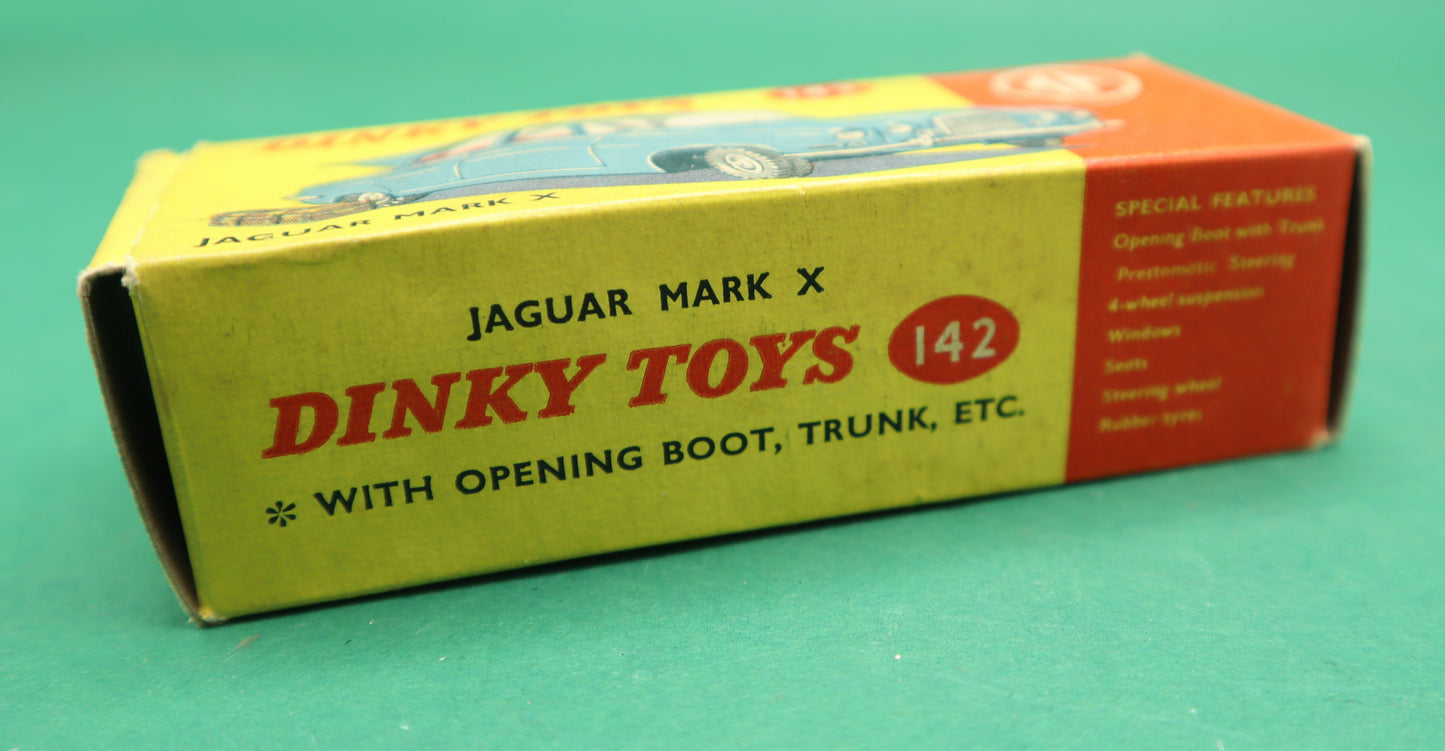 DINKY TOYS
142
JAGUAR MARK X
JAGUAR MARK X
DINKY TOYS 142
* WITH OPENING BOOT, TRUNK, ETC.
SPECIAL FEATURES
Opening Boot with Trunk
Prestomatic Steering
4-wheel suspension
Windows
Seats
Steering wheel
Rubber tyres